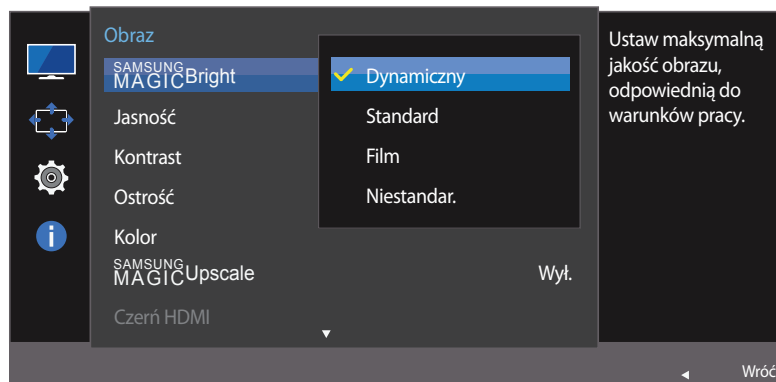 Obraz
SAMSUNG
MAGICBright
Dynamiczny
Jasność
Standard
Kontrast
Film
Ostrość
Niestandar.
Kolor
SAMSUNG
MAGICUpscale Wył.
Czerń HDMI
Ustaw maksymalną
jakość obrazu,
odpowiednią do
warunków pracy.
Wróć